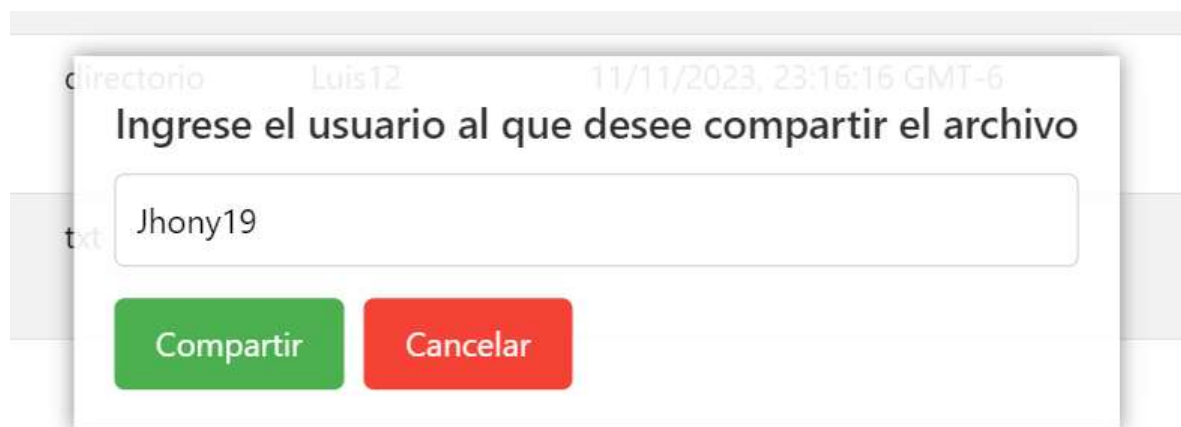 directorio Luis12 11/11/2023, 23:16:16 GMT-6
Ingrese el usuario al que desee compartir el archivo
Jhony19
txt
Compartir Cancelar